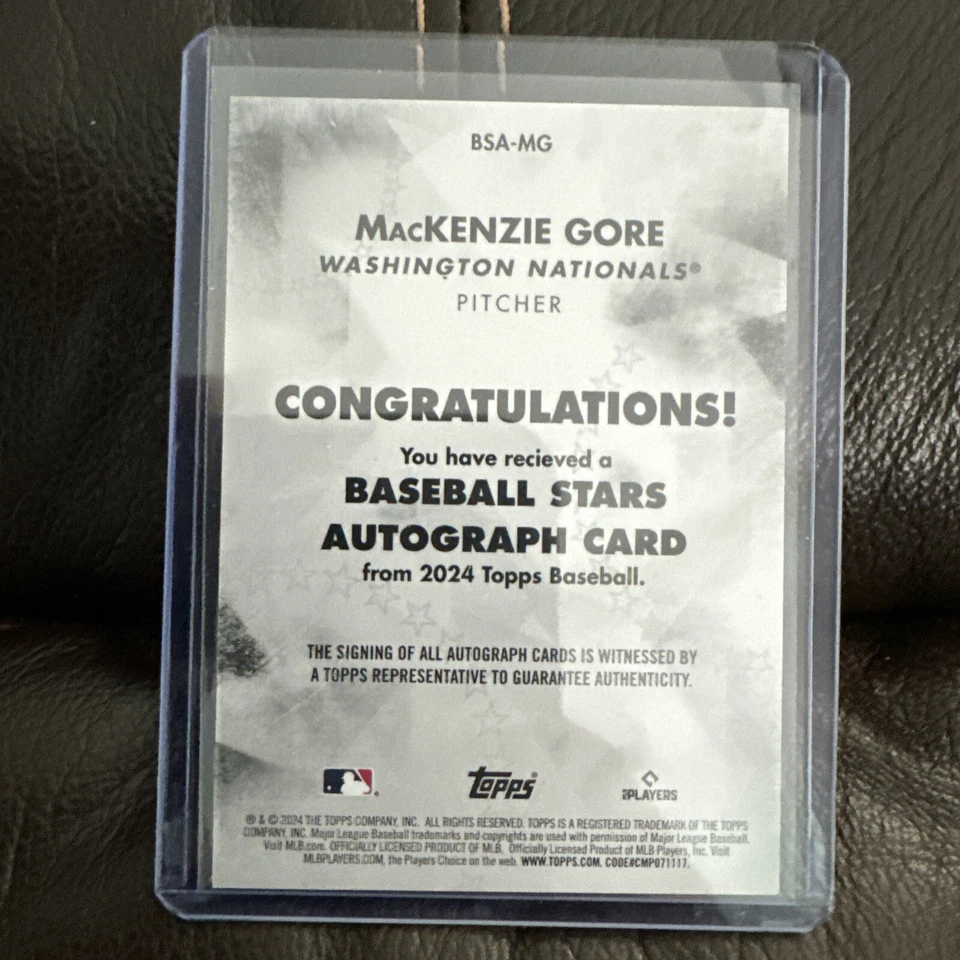 BSA-MG
MacKENZIE GORE
WASHINGTON NATIONALS®
PITCHER
CONGRATULATIONS!
You have recieved a
BASEBALL STARS
AUTOGRAPH CARD
from 2024 Topps Baseball.
THE SIGNING OF ALL AUTOGRAPH CARDS IS WITNESSED BY
A TOPPS REPRESENTATIVE TO GUARANTEE AUTHENTICITY.
topps®
PLAYERS
® & © 2024 THE TOPPS COMPANY, INC. ALL RIGHTS RESERVED. TOPPS IS A REGISTERED TRADEMARK OF THE TOPPS
COMPANY, INC. Major League Baseball trademarks and copyrights are used with permission of Major League Baseball.
Visit MLB.com. OFFICIALLY LICENSED PRODUCT OF MLB. Officially Licensed Product of MLB Players, Inc. Visit
MLBPLAYERS.COM, the Players Choice on the web. WWW.TOPPS.COM. CODE#CMP071117.